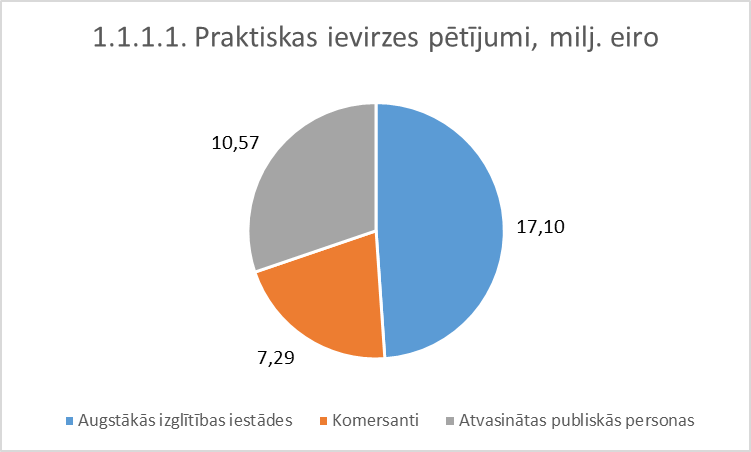 1.1.1.1. Praktiskas ievirzes pētījumi, milj. eiro
10,57
17,10
7,29
Augstākās izglītības iestādes Komersanti Atvasinātas publiskās personas